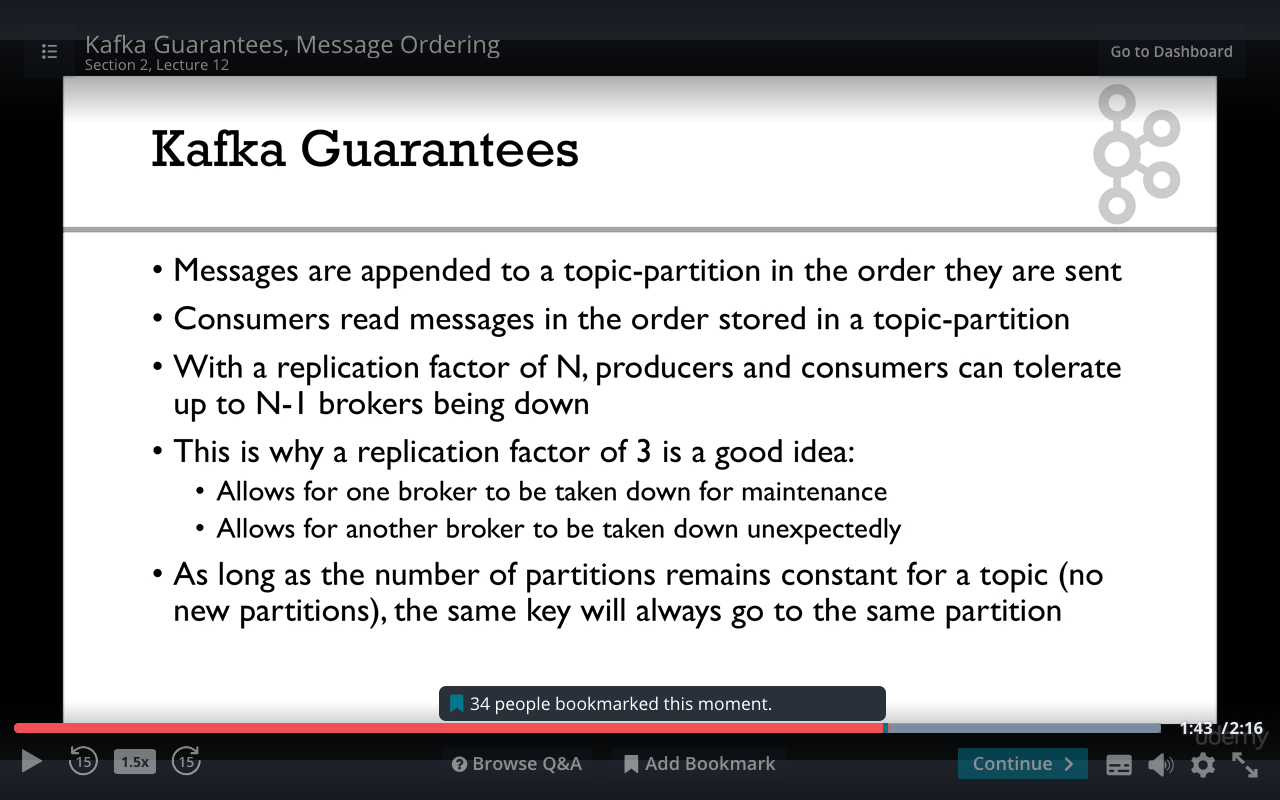 Kafka Guarantees, Message Ordering
Section 2, Lecture 12
Go to Dashboard
Kafka Guarantees
• Messages are appended to a topic-partition in the order they are sent
• Consumers read messages in the order stored in a topic-partition
• With a replication factor of N, producers and consumers can tolerate
up to N-1 brokers being down
• This is why a replication factor of 3 is a good idea:
• Allows for one broker to be taken down for maintenance
• Allows for another broker to be taken down unexpectedly
• As long as the number of partitions remains constant for a topic (no
new partitions), the same key will always go to the same partition
34 people bookmarked this moment.
1:43 /2:16
udemy
15
1.5x
15
Browse Q&A
Add Bookmark
Continue